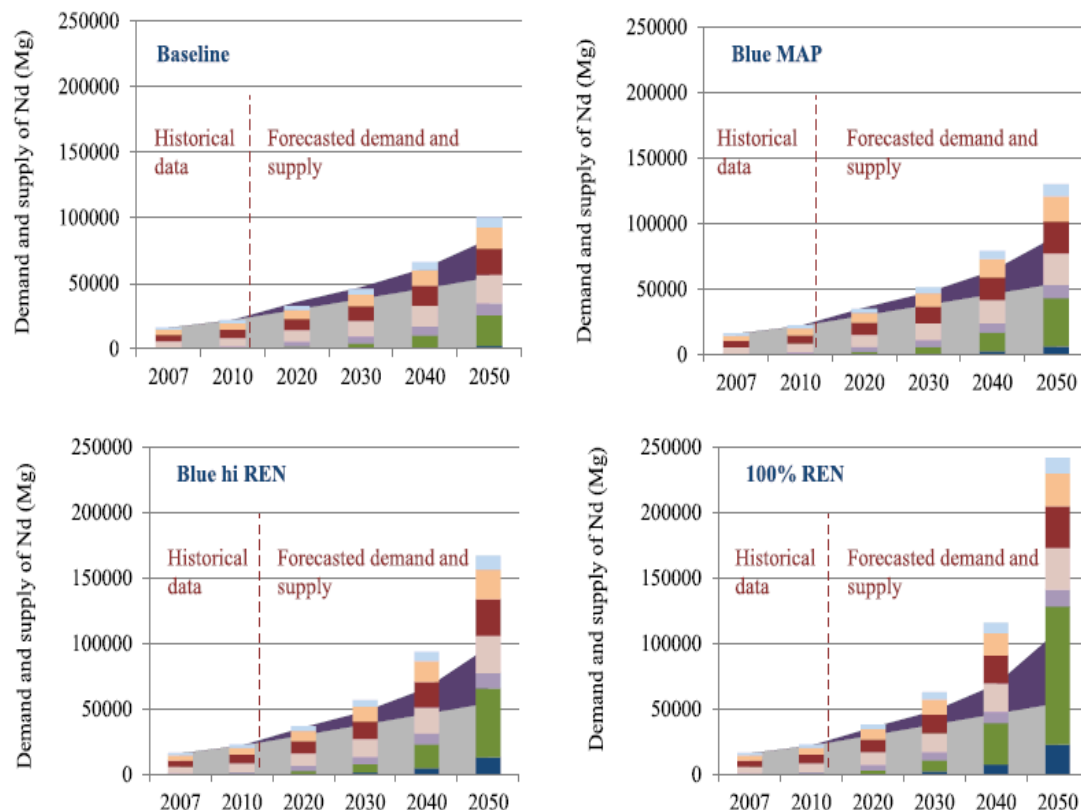 Demand and supply of Nd (Mg)
250000
200000
150000
100000
50000
0
Baseline
Historical
data
Forecasted demand and
supply
2007 2010 2020 2030 2040 2050
Demand and supply of Nd (Mg)
250000
200000
150000
100000
50000
0
Blue MAP
Historical
data
Forecasted demand and
supply
2007 2010 2020 2030 2040 2050
Demand and supply of Nd (Mg)
250000
200000
150000
100000
50000
0
Blue hi REN
Historical
data
Forecasted demand and
supply
2007 2010 2020 2030 2040 2050
Demand and supply of Nd (Mg)
250000
200000
150000
100000
50000
0
100% REN
Historical
data
Forecasted demand and
supply
2007 2010 2020 2030 2040 2050